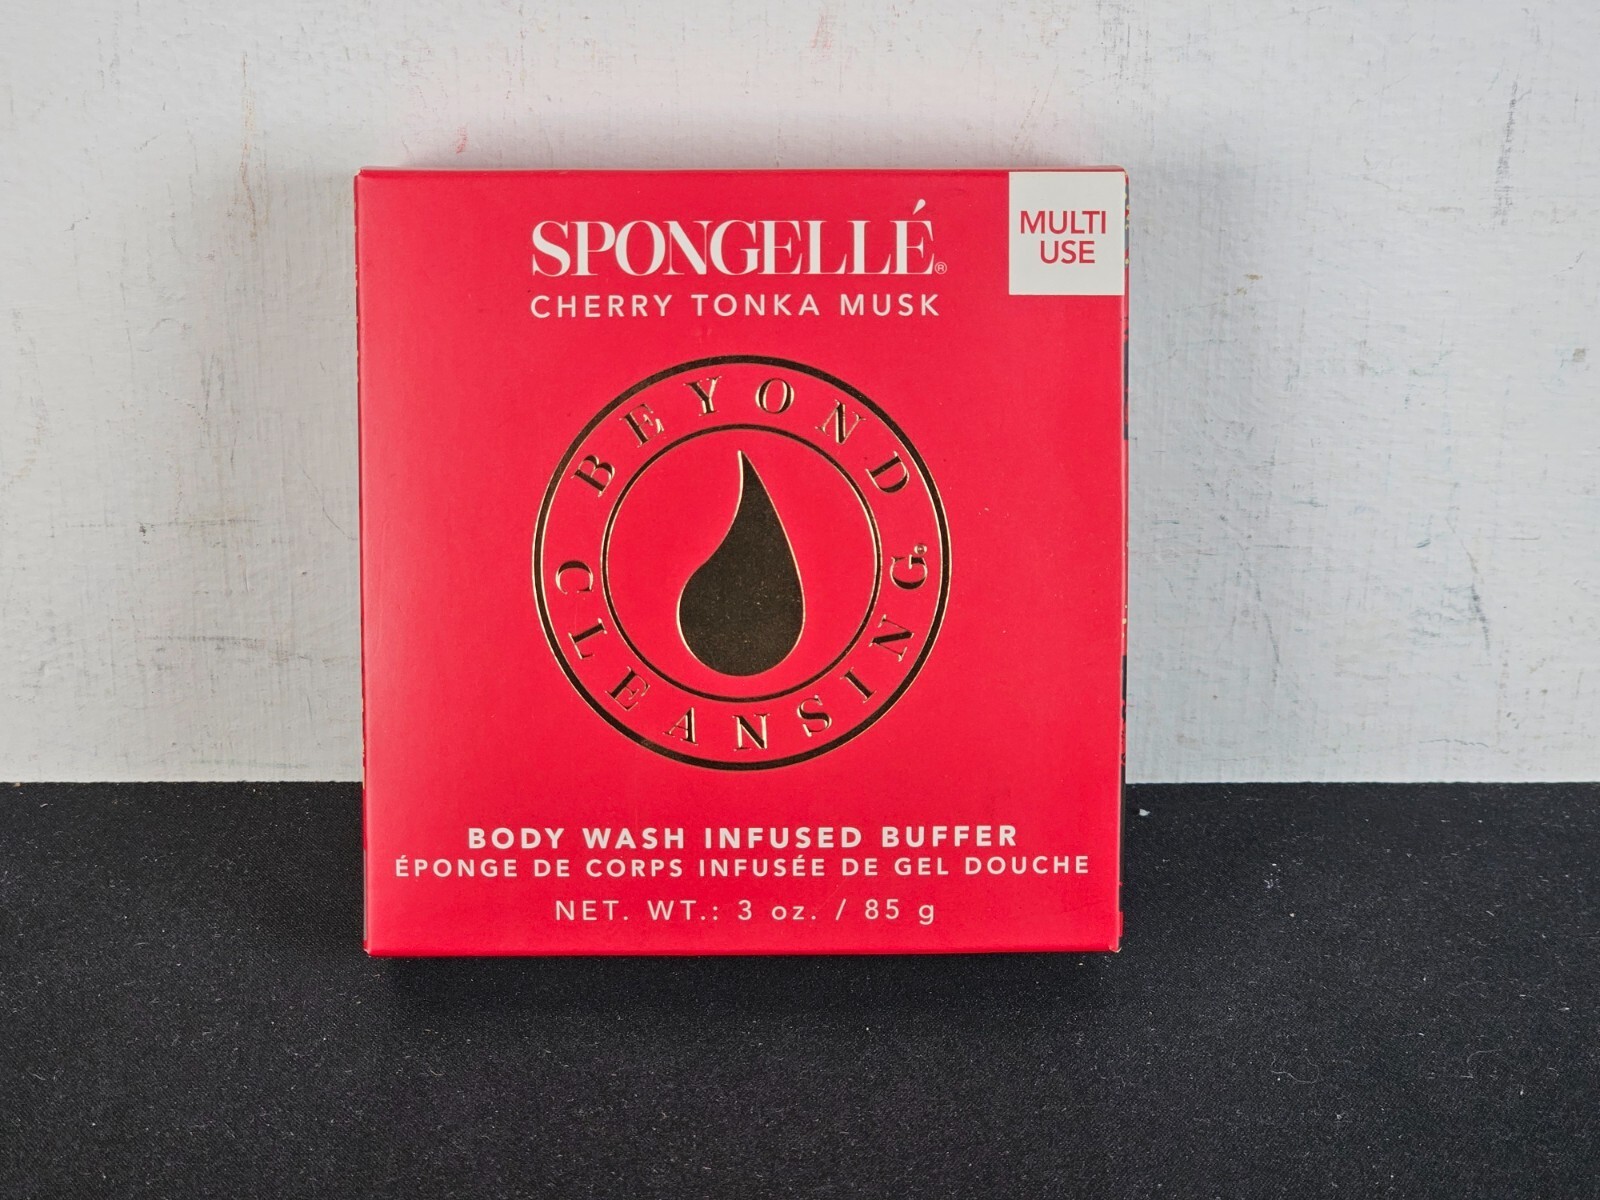 SPONGELLÉ®
CHERRY TONKA MUSK
MULTI
USE
BEYOND
CLEANSING®
BODY WASH INFUSED BUFFER
ÉPONGE DE CORPS INFUSÉE DE GEL DOUCHE
NET. WT.: 3 oz. / 85 g